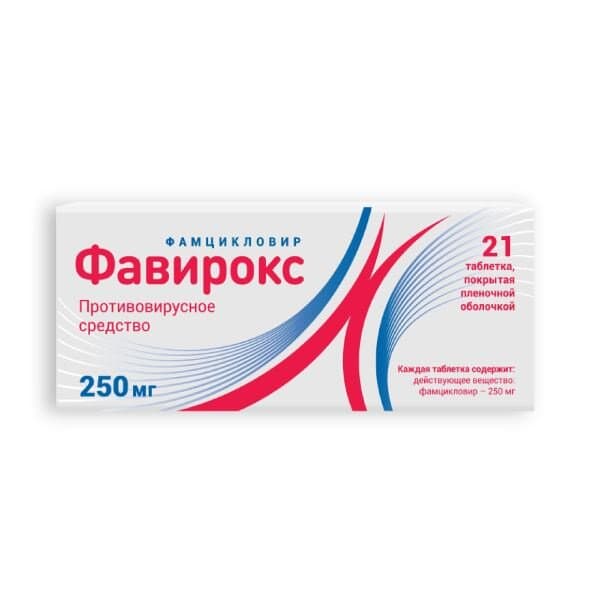 ФАМЦИКЛОВИР
Фавирокс
Противовирусное
средство
250 мг
21
таблетка,
покрытая
пленочной
оболочкой
Каждая таблетка содержит:
действующее вещество:
фамцикловир – 250 мг